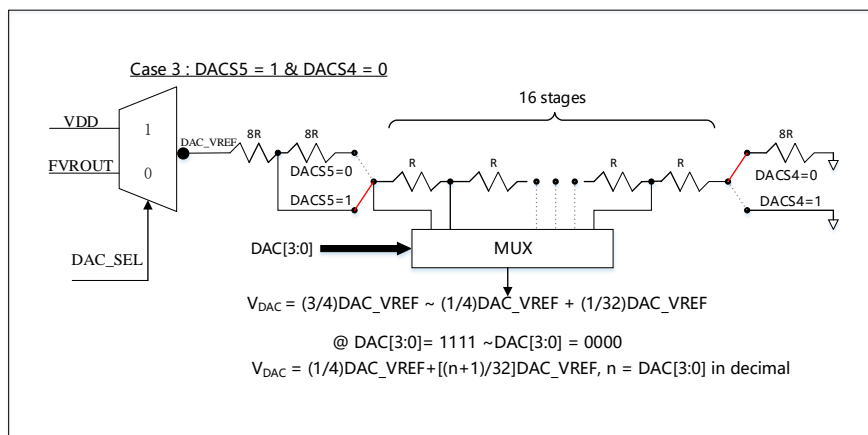 Case 3 : DACS5 = 1 & DACS4 = 0
16 stages
VDD
1
DAC_VREF
8R
8R
8R
FVROUT
0
DACS5=0
R
R
R
R
DACS4=0
DACS5=1
DACS4=1
DAC[3:0]
MUX
DAC_SEL
VDAC = (3/4)DAC_VREF ~ (1/4)DAC_VREF + (1/32)DAC_VREF
@ DAC[3:0]= 1111 ~DAC[3:0] = 0000
VDAC = (1/4)DAC_VREF+[(n+1)/32]DAC_VREF, n = DAC[3:0] in decimal